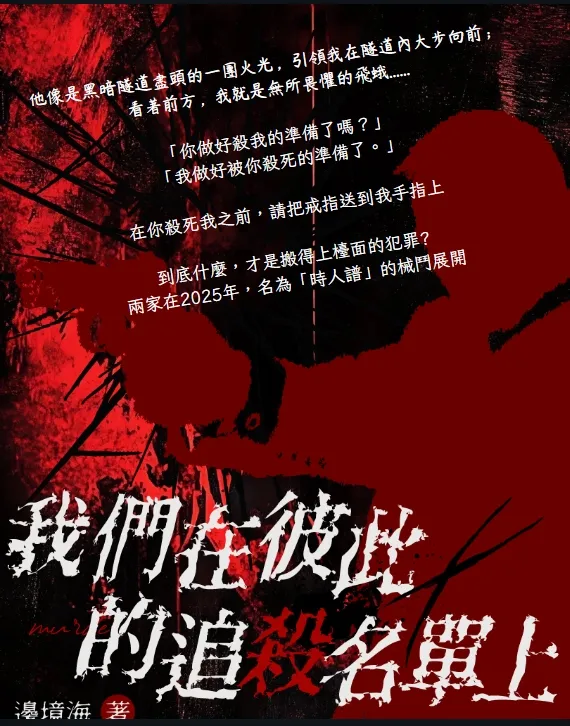 他像是黑暗隧道盡頭的一團火光，引領我在隧道內大步向前；
看著前方，我就是無所畏懼的飛蛾……
「你做好殺我的準備了嗎？」
「我做好被你殺死的準備了。」
在你殺死我之前，請把戒指送到我手指上
到底什麼，才是搬得上檯面的犯罪？
兩家在2025年，名為「時人譜」的械鬥展開
我們在彼此
的追殺名單上
邊境海 著